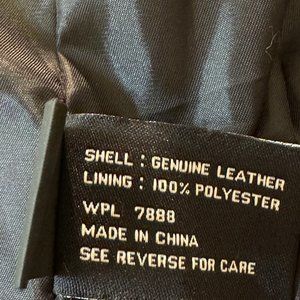 SHELL : GENUINE LEATHER
LINING : 100% POLYESTER
WPL 7888
MADE IN CHINA
SEE REVERSE FOR CARE